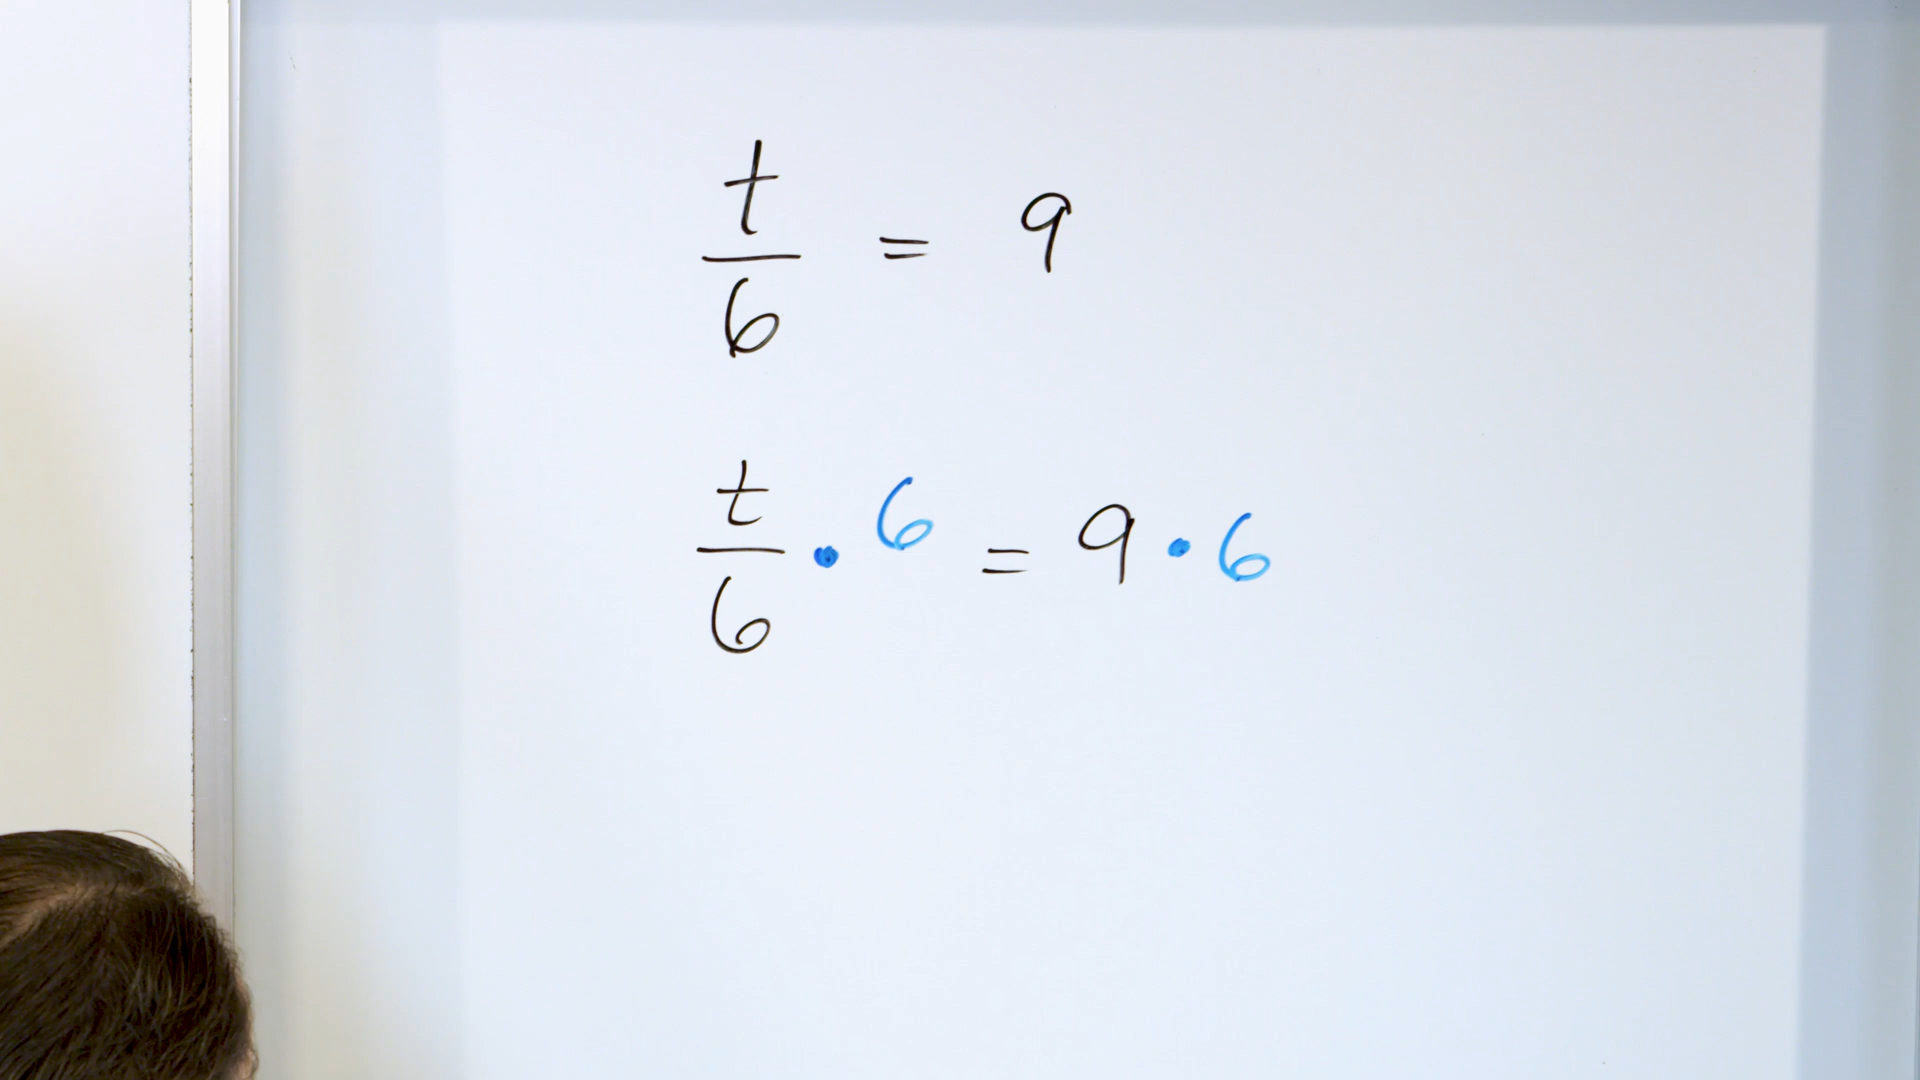 t/6 = 9
t/6 • 6 = 9 • 6